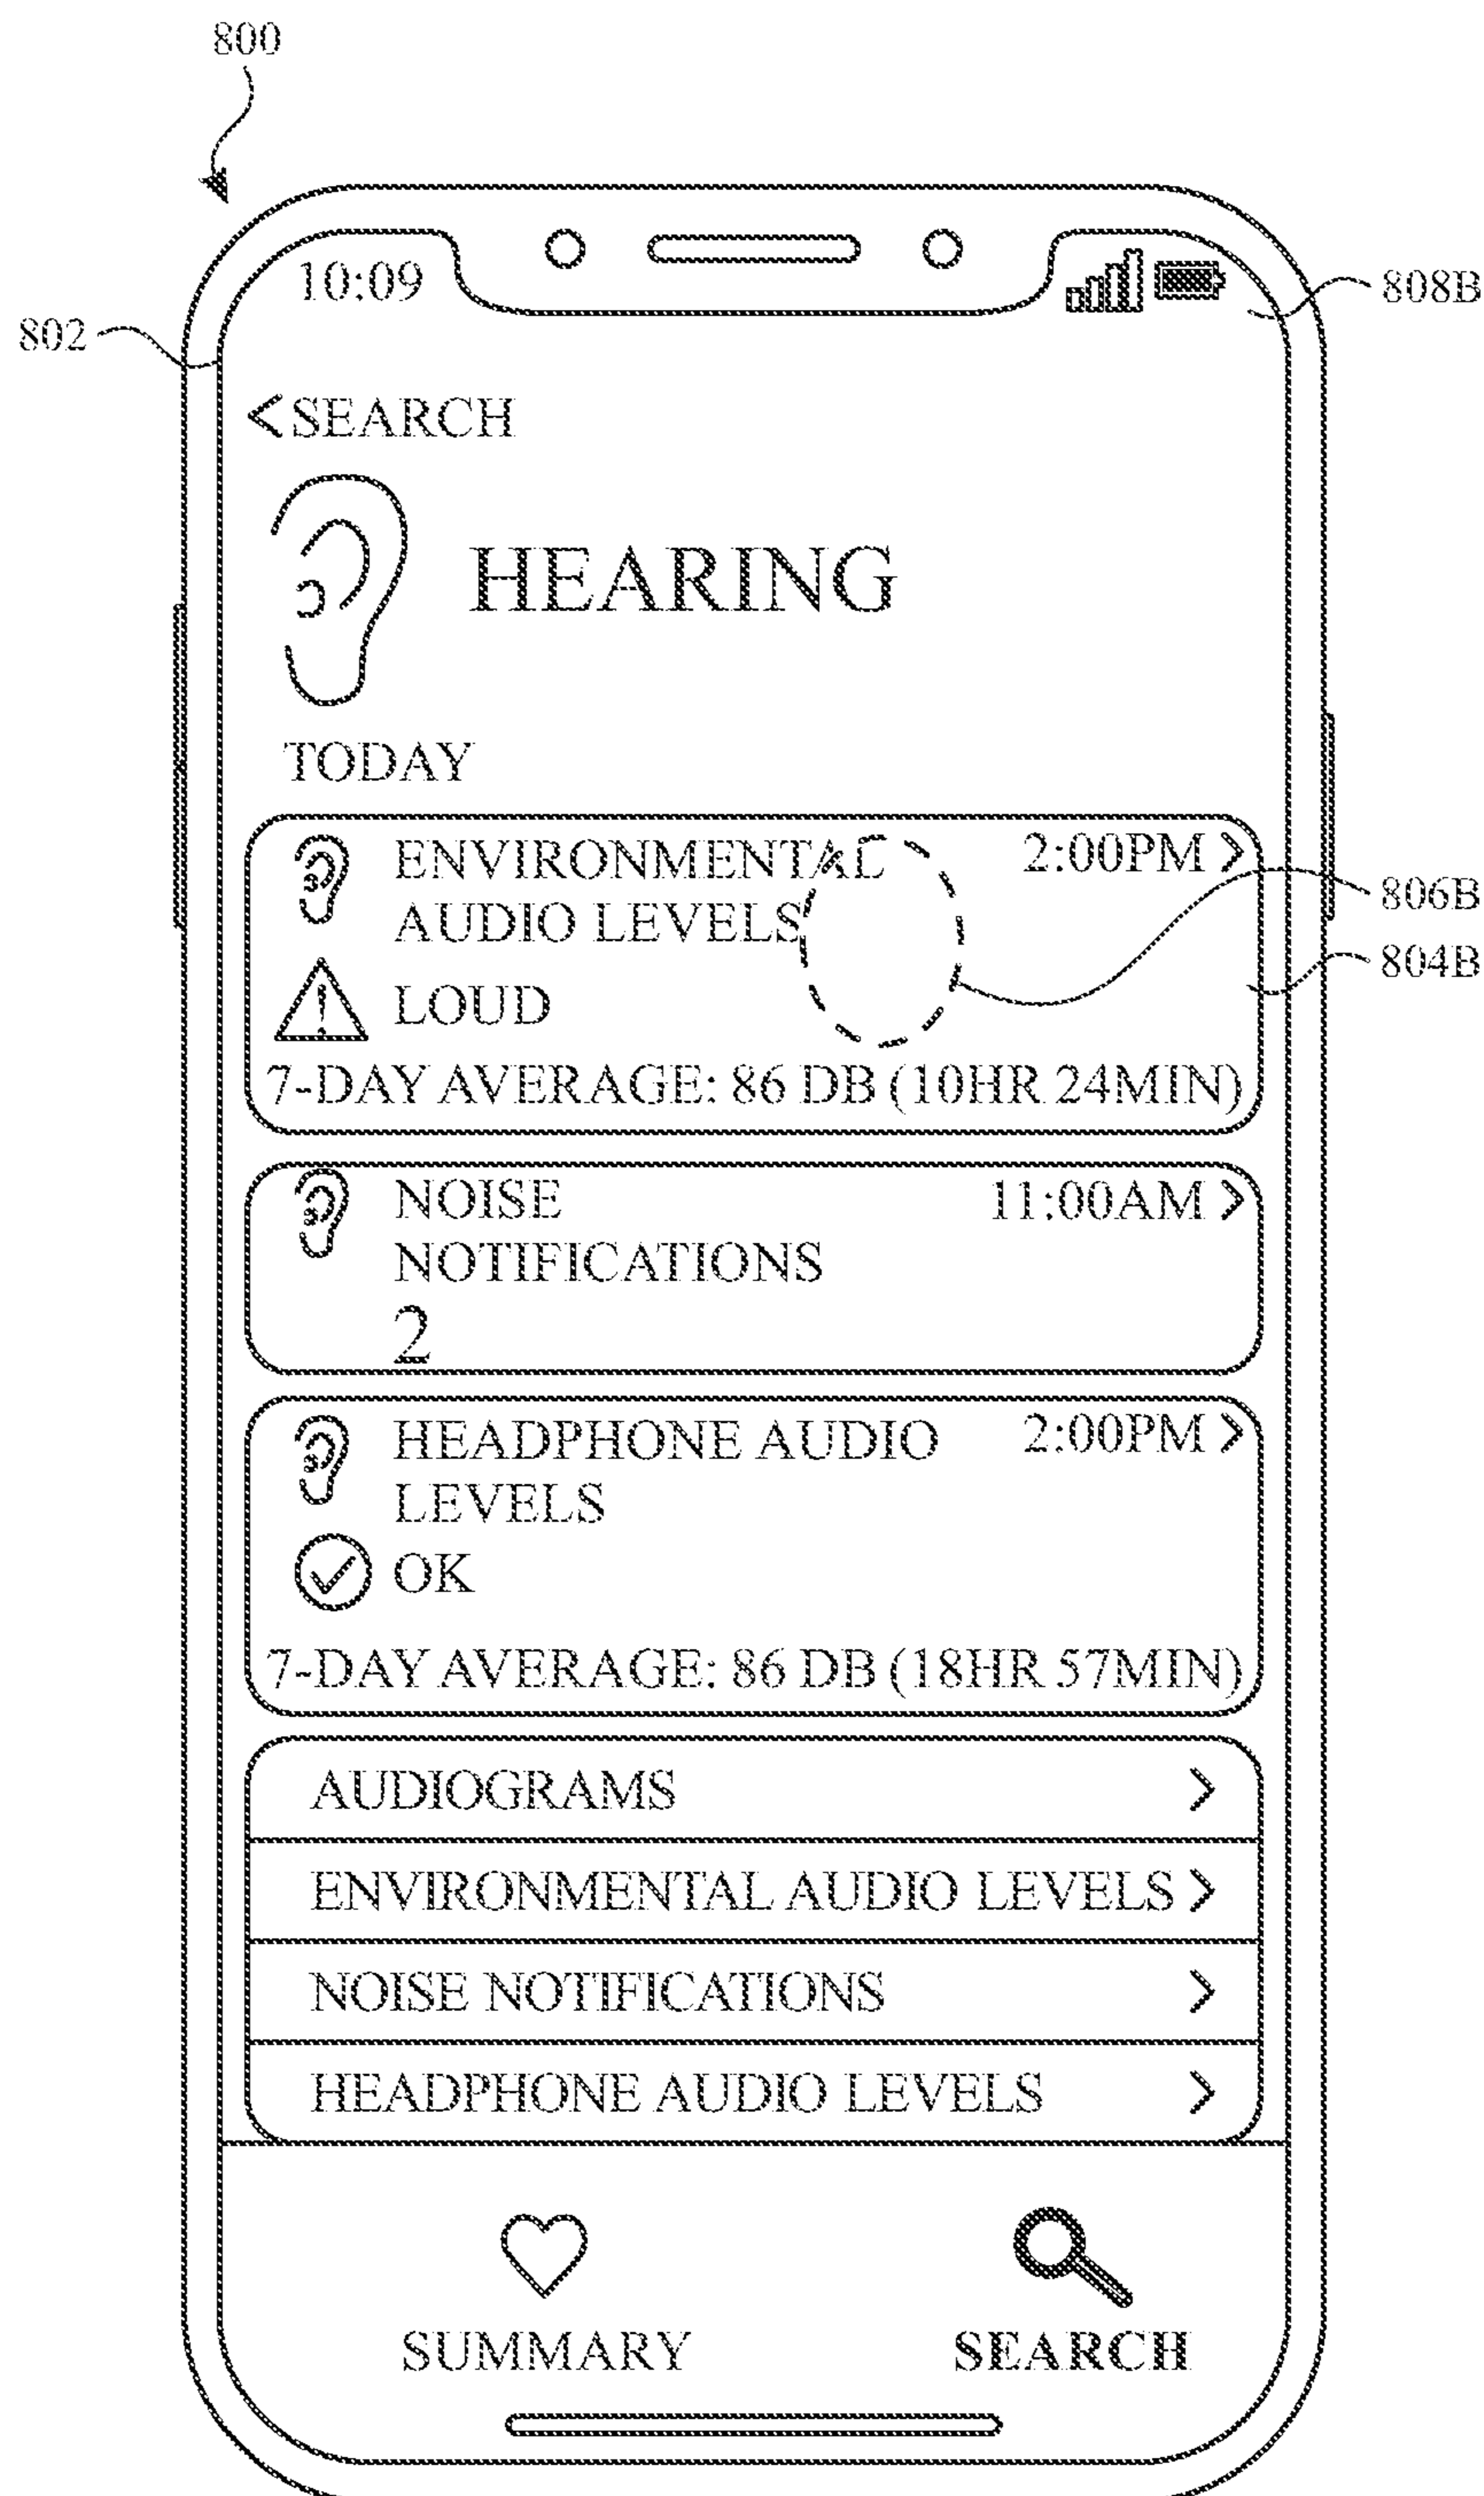 800
10:09
808B
802
<SEARCH
HEARING
TODAY
ENVIRONMENTAL
2:00PM >
AUDIO LEVELS
806B
804B
LOUD
7-DAY AVERAGE: 86 DB (10HR 24MIN)
NOISE
11:00AM >
NOTIFICATIONS
2
HEADPHONE AUDIO
2:00PM >
LEVELS
OK
7-DAY AVERAGE: 86 DB (18HR 57MIN)
AUDIOGRAMS >
ENVIRONMENTAL AUDIO LEVELS >
NOISE NOTIFICATIONS >
HEADPHONE AUDIO LEVELS >
SUMMARY
SEARCH